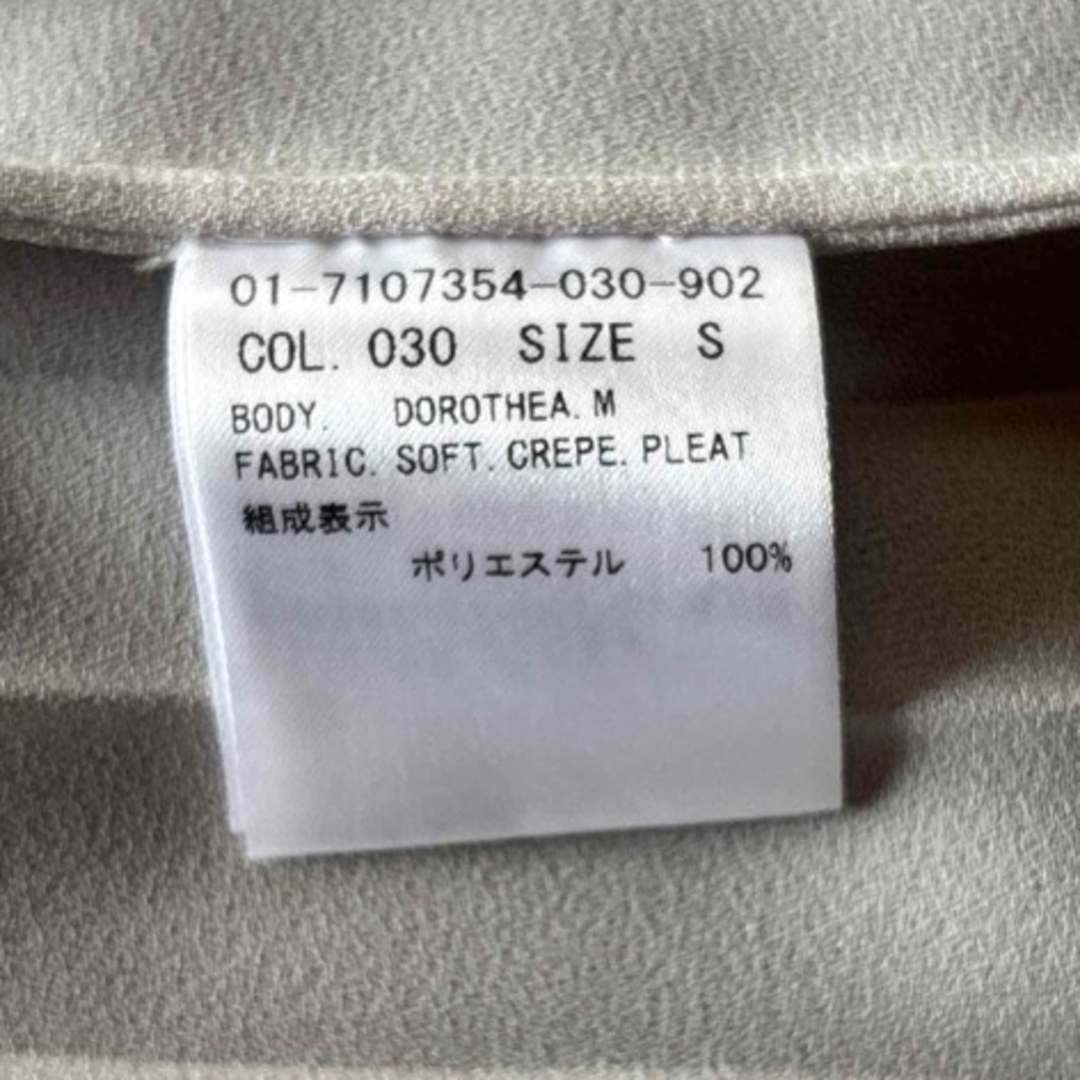 01-7107354-030-902
COL. 030 SIZE S
BODY. DOROTHEA. M
FABRIC. SOFT. CREPE. PLEAT
組成表示
ポリエステル 100%